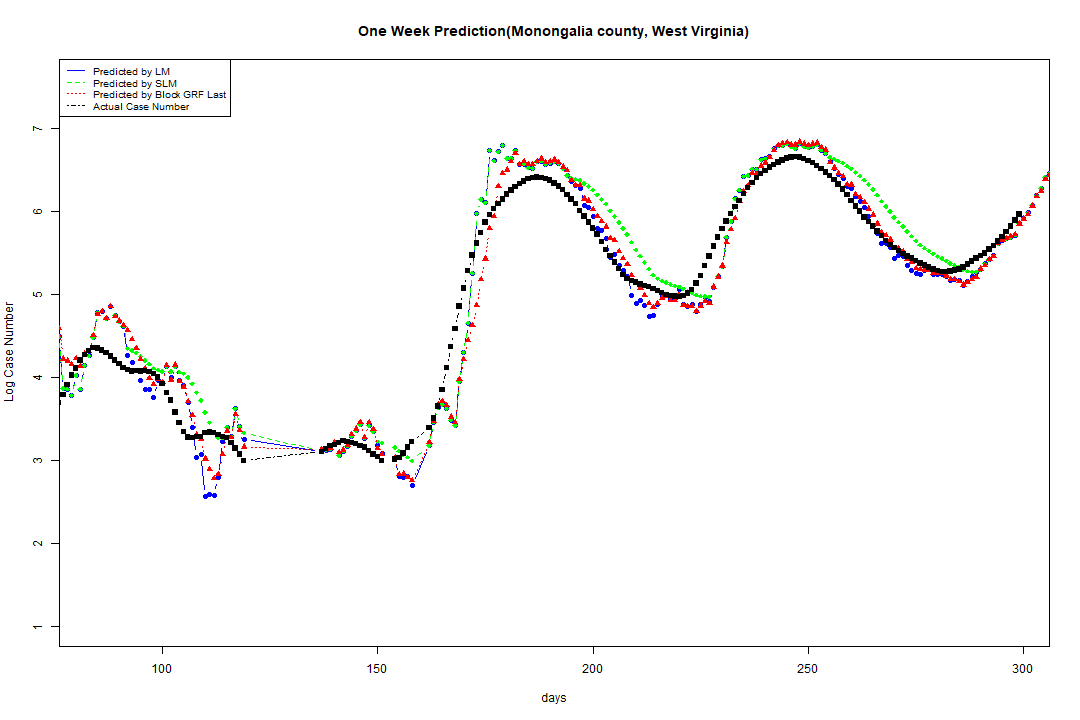 One Week Prediction(Monongalia county, West Virginia)
Predicted by LM
Predicted by SLM
Predicted by Block GRF Last
Actual Case Number
Log Case Number
7
6
5
4
3
2
1
100 150 200 250 300
days